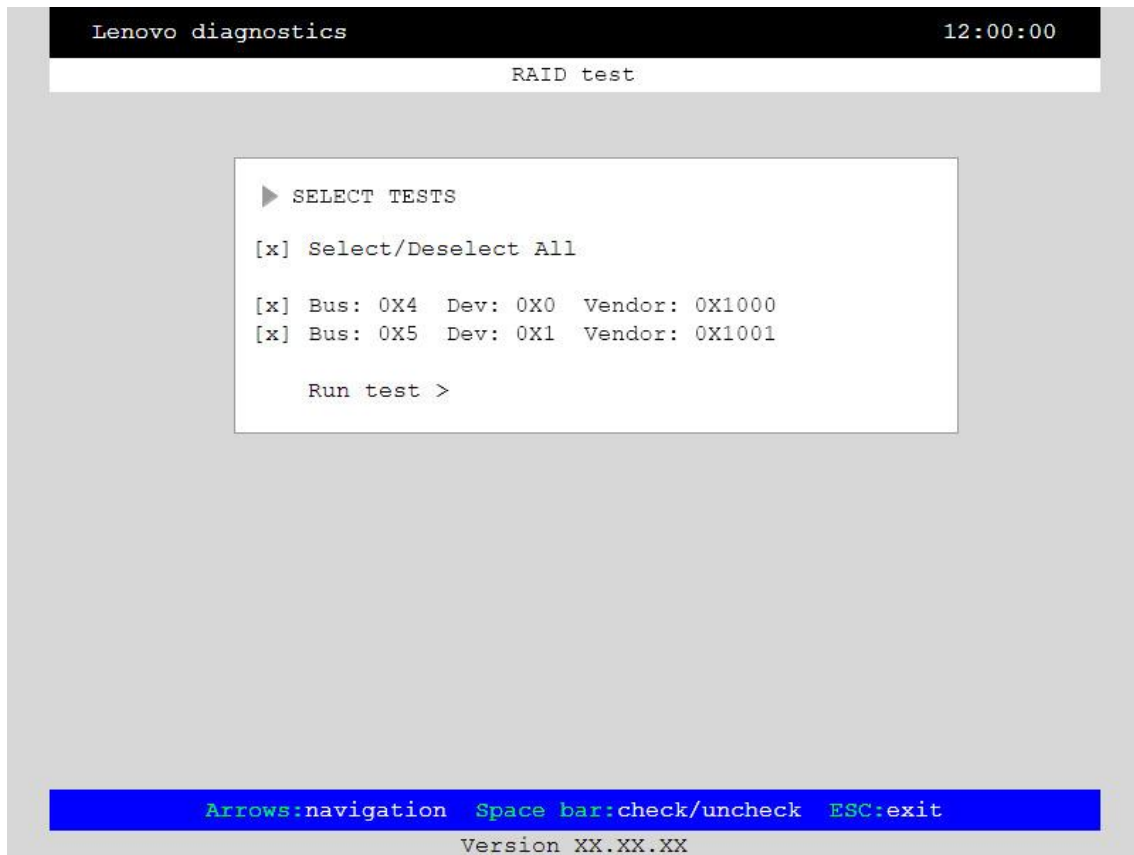 Lenovo diagnostics 12:00:00
RAID test
SELECT TESTS
[x] Select/Deselect All
[x] Bus: 0X4 Dev: 0X0 Vendor: 0X1000
[x] Bus: 0X5 Dev: 0X1 Vendor: 0X1001
Run test >
Arrows:navigation Space bar:check/uncheck ESC:exit
Version XX.XX.XX